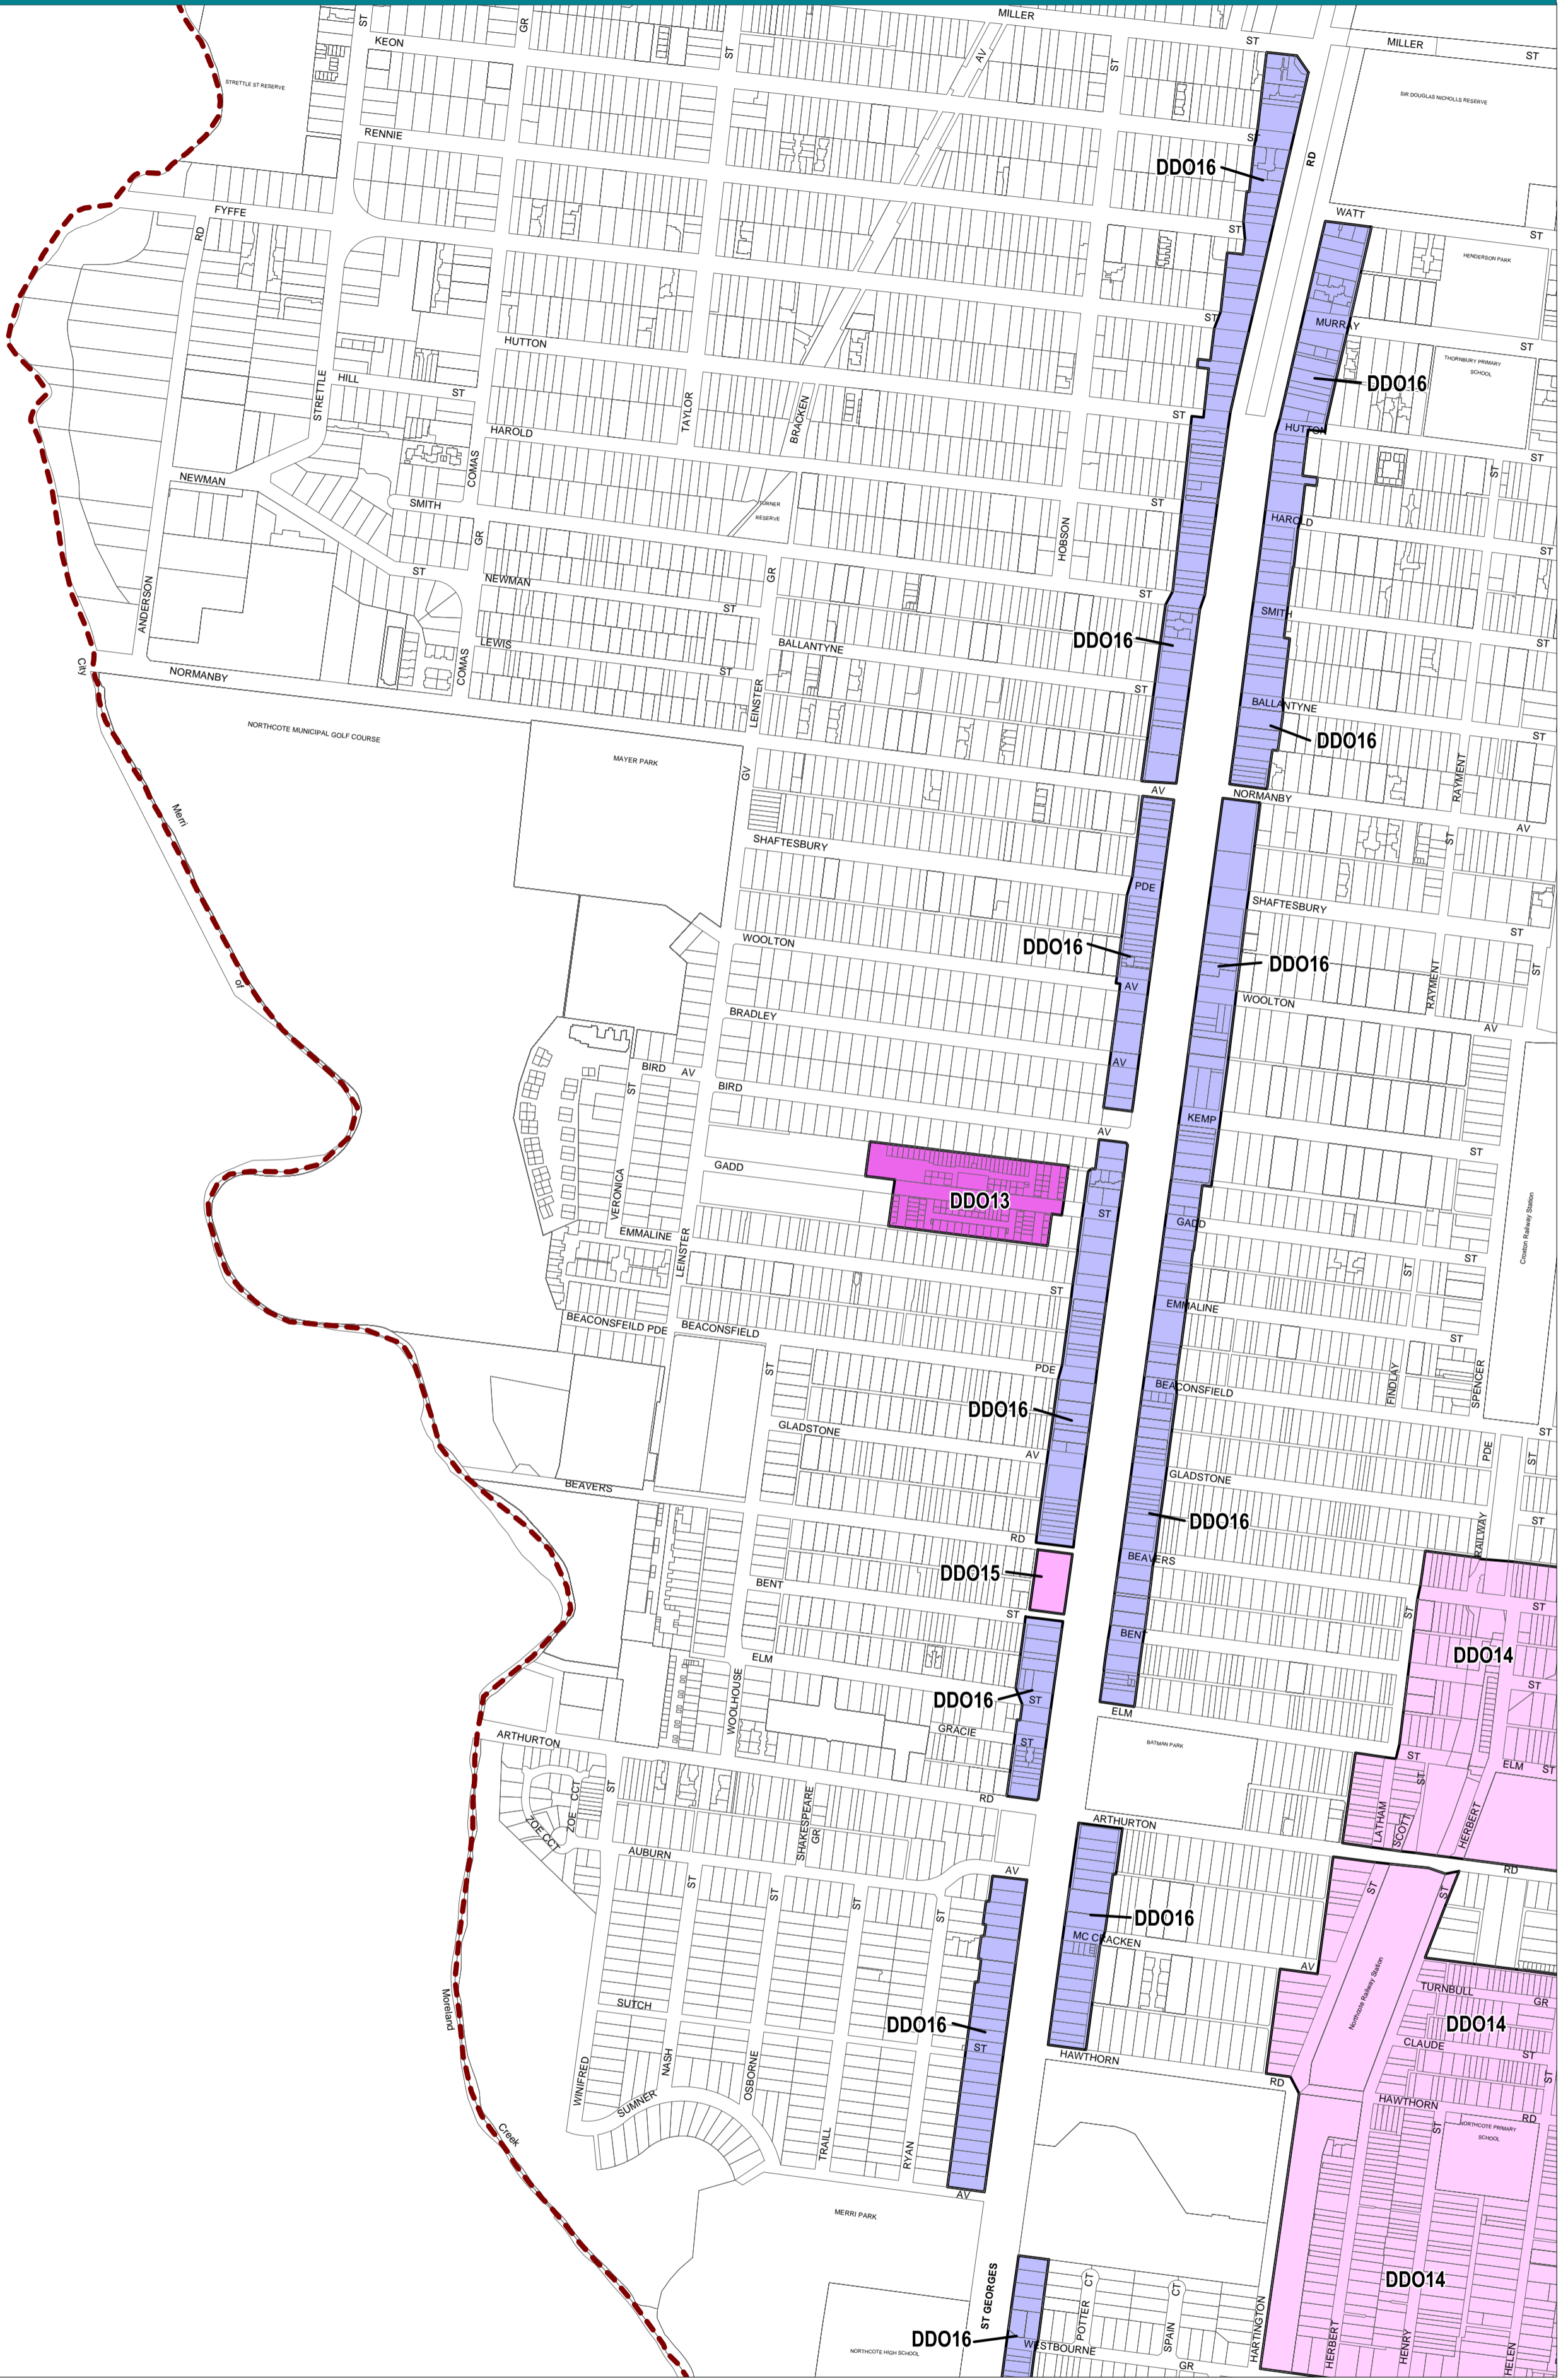 MILLER
ST
GR
ST
KEON
ST
AV
ST
MILLER
ST
STRETTLE ST RESERVE
SIR DOUGLAS NICHOLLS RESERVE
RENNIE
ST
RD
DDO16
FYFFE
WATT
RD
ST
ST
HENDERSON PARK
ST
MURRAY
ST
HUTTON
THORNBURY PRIMARY
SCHOOL
HILL
ST
STRETTLE
DDO16
TAYLOR
BRACKEN
ST
HAROLD
HUTTON
ST
COMAS
ST
NEWMAN
SMITH
TURNER
RESERVE
ST
HAROLD
GR
HOBSON
ST
ST
NEWMAN
GR
ST
ST
ANDERSON
SMITH
LEWIS
BALLANTYNE
DDO16
ST
City
NORMANBY
COMAS
ST
ST
LEINSTER
BALLANTYNE
ST
NORTHCOTE MUNICIPAL GOLF COURSE
DDO16
MAYER PARK
GV
RAYMENT
AV
NORMANBY
Merri
AV
SHAFTESBURY
ST
PDE
SHAFTESBURY
ST
WOOLTON
DDO16
DDO16
ST
of
AV
RAYMENT
WOOLTON
BRADLEY
AV
AV
BIRD
AV
ST
BIRD
KEMP
AV
ST
GADD
VERONICA
DDO13
ST
GADD
Croxton Railway Station
EMMALINE
LEINSTER
ST
ST
ST
EMMALINE
BEACONSFEILD PDE
BEACONSFIELD
ST
ST
PDE
BEACONSFIELD
FINDLAY
SPENCER
DDO16
GLADSTONE
AV
ST
PDE
ST
GLADSTONE
BEAVERS
DDO16
ST
RD
RAILWAY
BEAVERS
DDO15
BENT
ST
ST
ST
BENT
DDO14
ELM
WOOLHOUSE
DDO16
ST
ST
ELM
GRACIE
ARTHURTON
ST
BATMAN PARK
ST
ELM
ST
ST
ST
RD
ZOE CCT
ZOE CCT
SHAKESPEARE
GR
ARTHURTON
LATHAM
SCOTT
HERBERT
AUBURN
AV
RD
ST
ST
ST
ST
ST
ST
DDO16
MC CRACKEN
AV
Northcote Railway Station
TURNBULL
GR
Moreland
SUTCH
DDO16
DDO14
ST
CLAUDE
ST
HAWTHORN
WINIFRED
NASH
OSBORNE
RD
ST
SUMNER
HAWTHORN
RD
ST
NORTHCOTE PRIMARY
SCHOOL
Creek
TRAILL
RYAN
AV
MERRI PARK
ST GEORGES
CT
CT
DDO14
POTTER
SPAIN
HARTINGTON
HERBERT
HENRY
HELEN
DDO16
WESTBOURNE
NORTHCOTE HIGH SCHOOL
GR